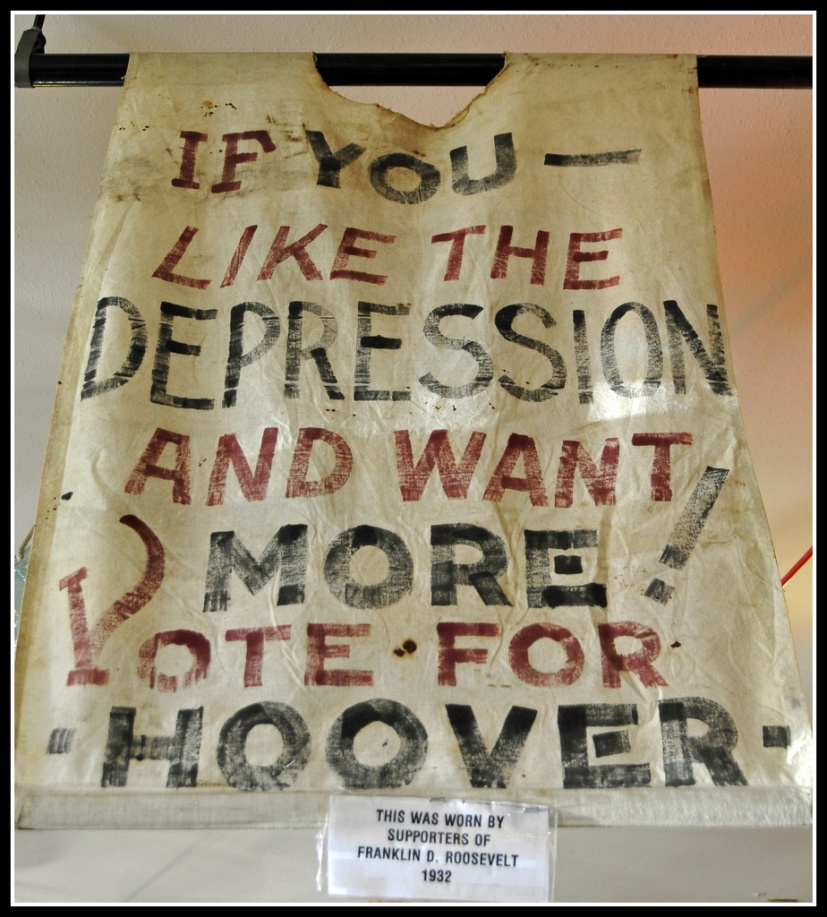 IF YOU —
LIKE THE
DEPRESSION
AND WANT
MORE!
VOTE · FOR
- HOOVER -
THIS WAS WORN BY
SUPPORTERS OF
FRANKLIN D. ROOSEVELT
1932